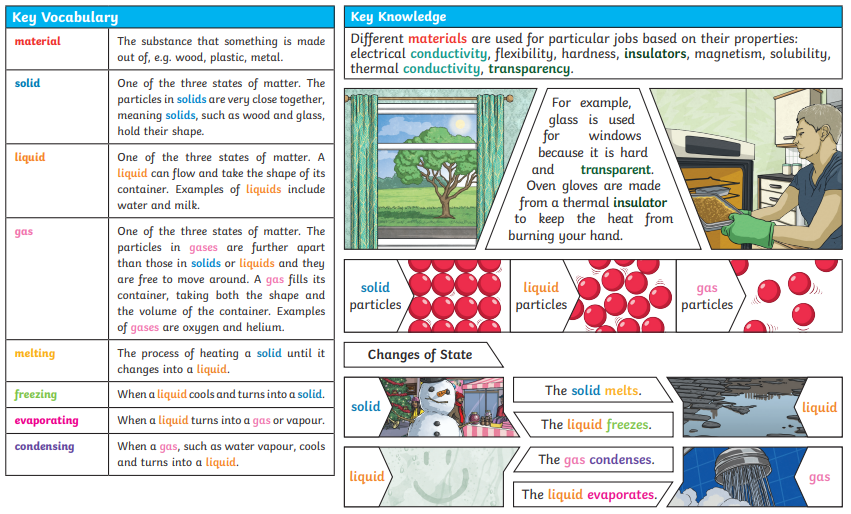 Key Vocabulary
material
The substance that something is made
out of, e.g. wood, plastic, metal.
solid
One of the three states of matter. The
particles in solids are very close together,
meaning solids, such as wood and glass,
hold their shape.
liquid
One of the three states of matter. A
liquid can flow and take the shape of its
container. Examples of liquids include
water and milk.
gas
One of the three states of matter. The
particles in gases are further apart
than those in solids or liquids and they
are free to move around. A gas fills its
container, taking both the shape and
the volume of the container. Examples
of gases are oxygen and helium.
melting
The process of heating a solid until it
changes into a liquid.
freezing
When a liquid cools and turns into a solid.
evaporating
When a liquid turns into a gas or vapour.
condensing
When a gas, such as water vapour, cools
and turns into a liquid.
Key Knowledge
Different materials are used for particular jobs based on their properties:
electrical conductivity, flexibility, hardness, insulators, magnetism, solubility,
thermal conductivity, transparency.
For example,
glass is used
for windows
because it is hard
and transparent.
Oven gloves are made
from a thermal insulator
to keep the heat from
burning your hand.
solid
particles
liquid
particles
gas
particles
Changes of State
solid
The solid melts.
The liquid freezes.
liquid
liquid
The gas condenses.
The liquid evaporates.
gas